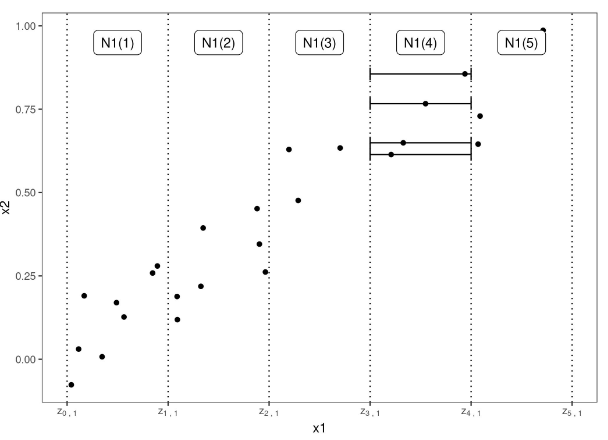 1.00
N1(1) N1(2) N1(3) N1(4) N1(5)
0.75
0.50
0.25
0.00
x2
z0, 1 z1, 1 z2, 1 z3, 1 z4, 1 z5, 1
x1